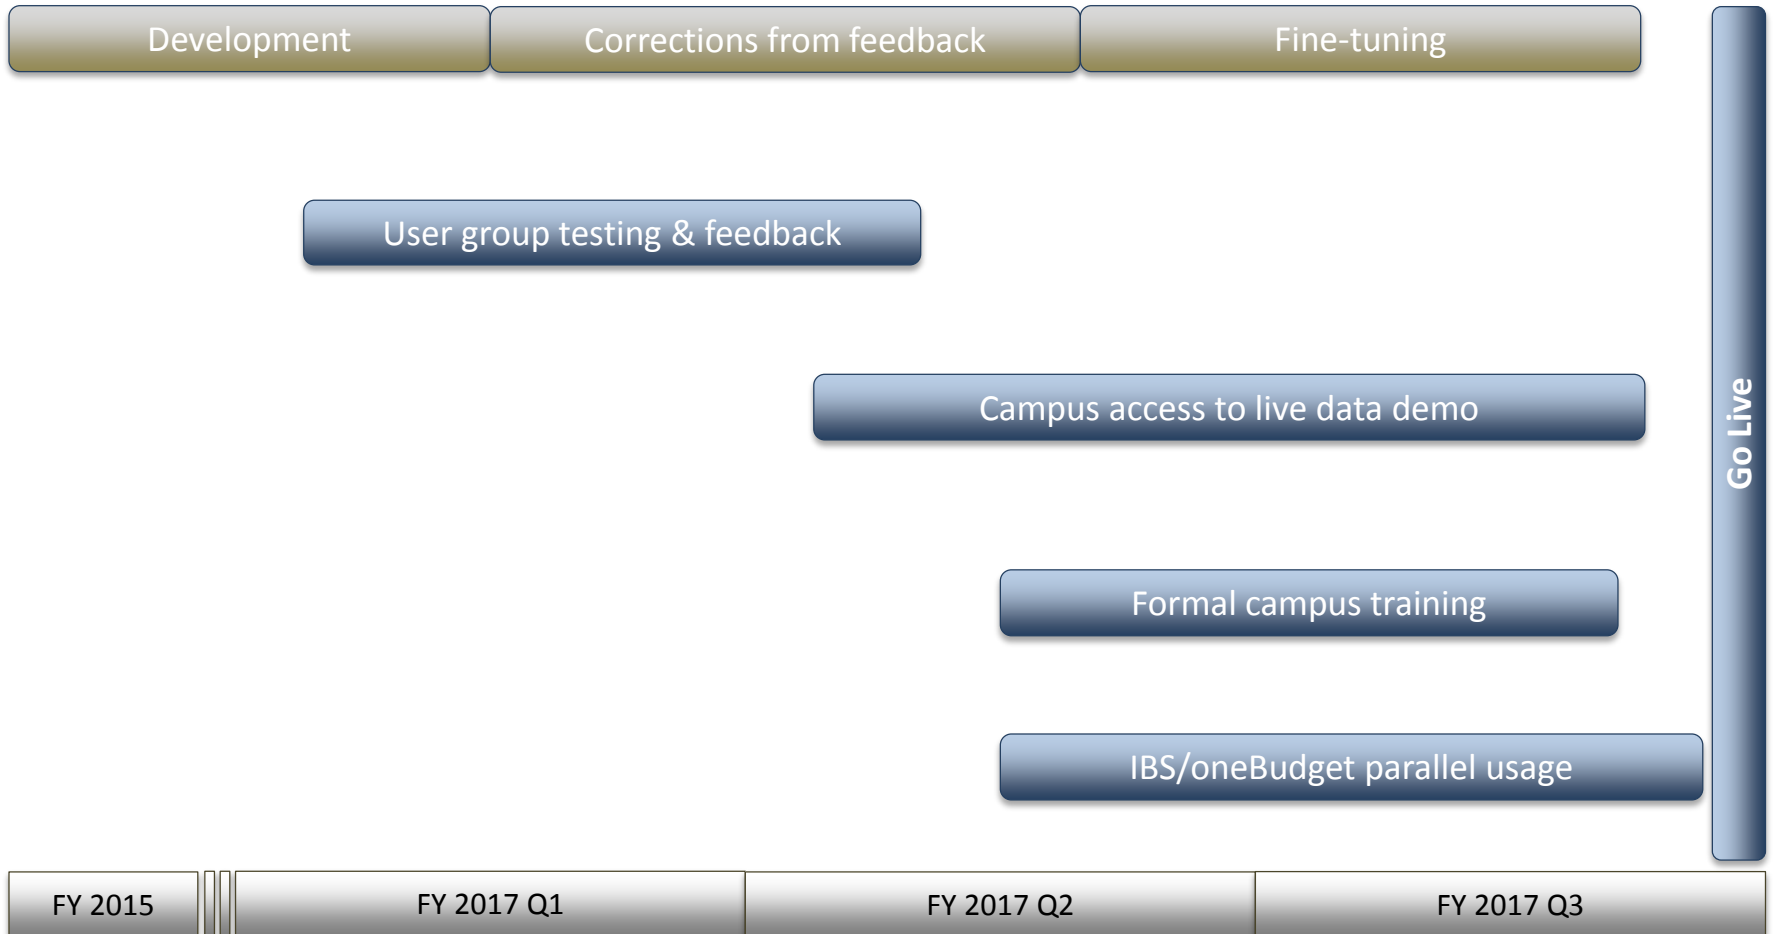 Development
Corrections from feedback
Fine-tuning
User group testing & feedback
Campus access to live data demo
Formal campus training
IBS/oneBudget parallel usage
Go Live
FY 2015
FY 2017 Q1
FY 2017 Q2
FY 2017 Q3